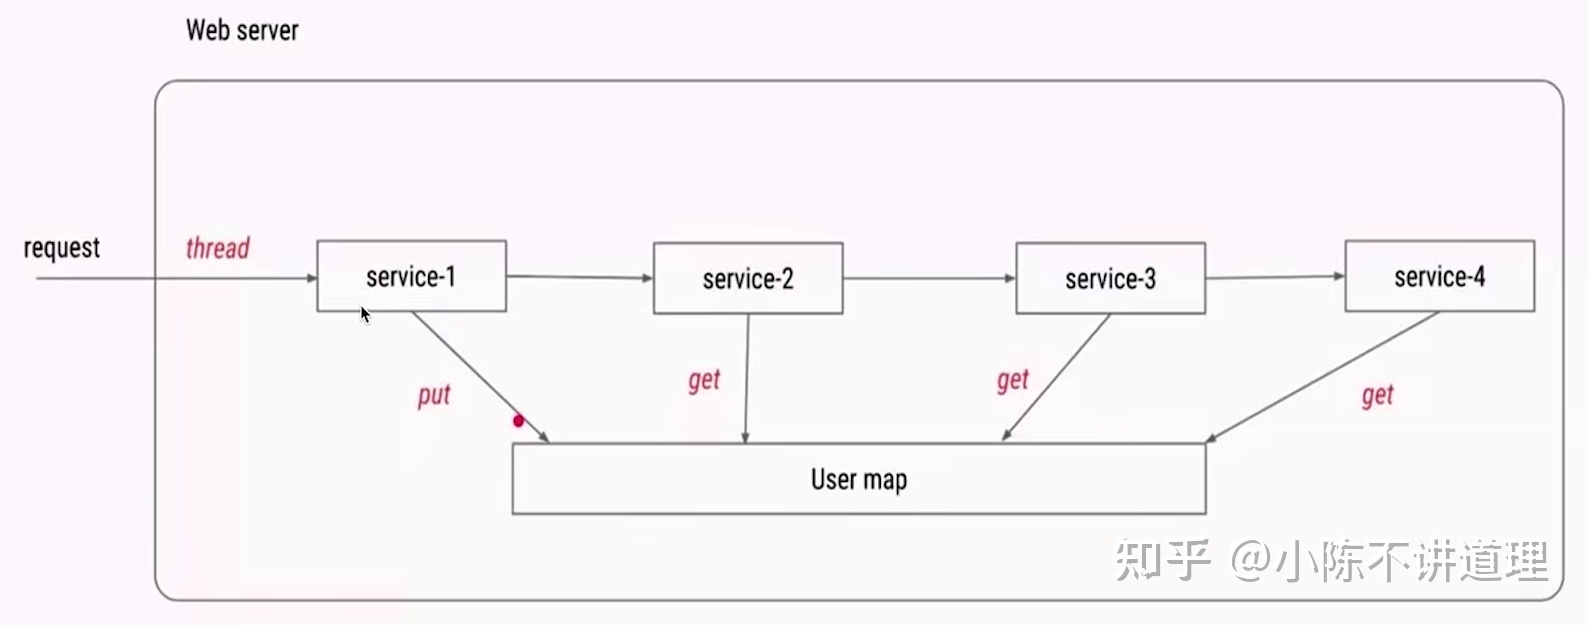 Web server
request
thread
service-1
service-2
service-3
service-4
put
get
get
get
User map
知乎 @小陈不讲道理